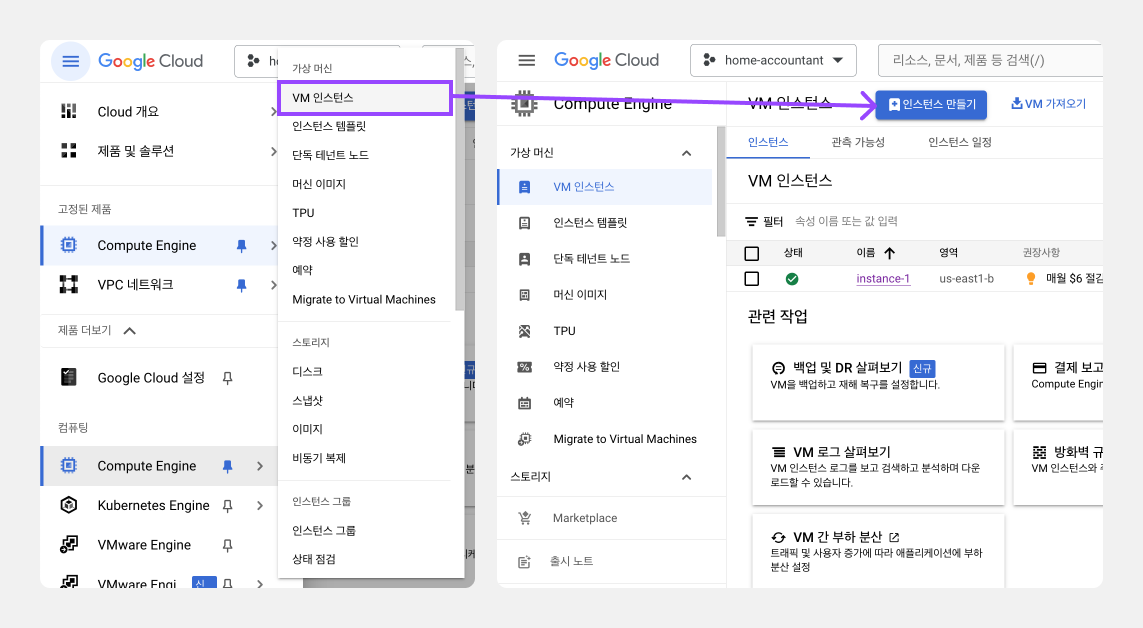 Google Cloud
Cloud 개요
제품 및 솔루션
고정된 제품
Compute Engine
VPC 네트워크
제품 더보기
Google Cloud 설정
컴퓨팅
Compute Engine
Kubernetes Engine
VMware Engine
VMware Engi
신
가상 머신
VM 인스턴스
인스턴스 템플릿
단독 테넌트 노드
머신 이미지
TPU
약정 사용 할인
예약
Migrate to Virtual Machines
스토리지
디스크
스냅샷
이미지
비동기 복제
인스턴스 그룹
인스턴스 그룹
상태 점검
Google Cloud
home-accountant
리소스, 문서, 제품 등 검색(/)
Compute Engine
VM 인스턴스
인스턴스 만들기
VM 가져오기
가상 머신
VM 인스턴스
인스턴스 템플릿
단독 테넌트 노드
머신 이미지
TPU
약정 사용 할인
예약
Migrate to Virtual Machines
스토리지
Marketplace
출시 노트
인스턴스
관측 가능성
인스턴스 일정
VM 인스턴스
필터
속성 이름 또는 값 입력
상태
이름
영역
권장사항
instance-1
us-east1-b
매월 $6 절감
관련 작업
백업 및 DR 살펴보기 신규
VM을 백업하고 재해 복구를 설정합니다.
결제 보고
Compute Engin
VM 로그 살펴보기
VM 인스턴스 로그를 보고 검색하고 분석하며 다운
로드할 수 있습니다.
방화벽 규
VM 인스턴스와
VM 간 부하 분산
트래픽 및 사용자 증가에 따라 애플리케이션에 부하
분산 설정